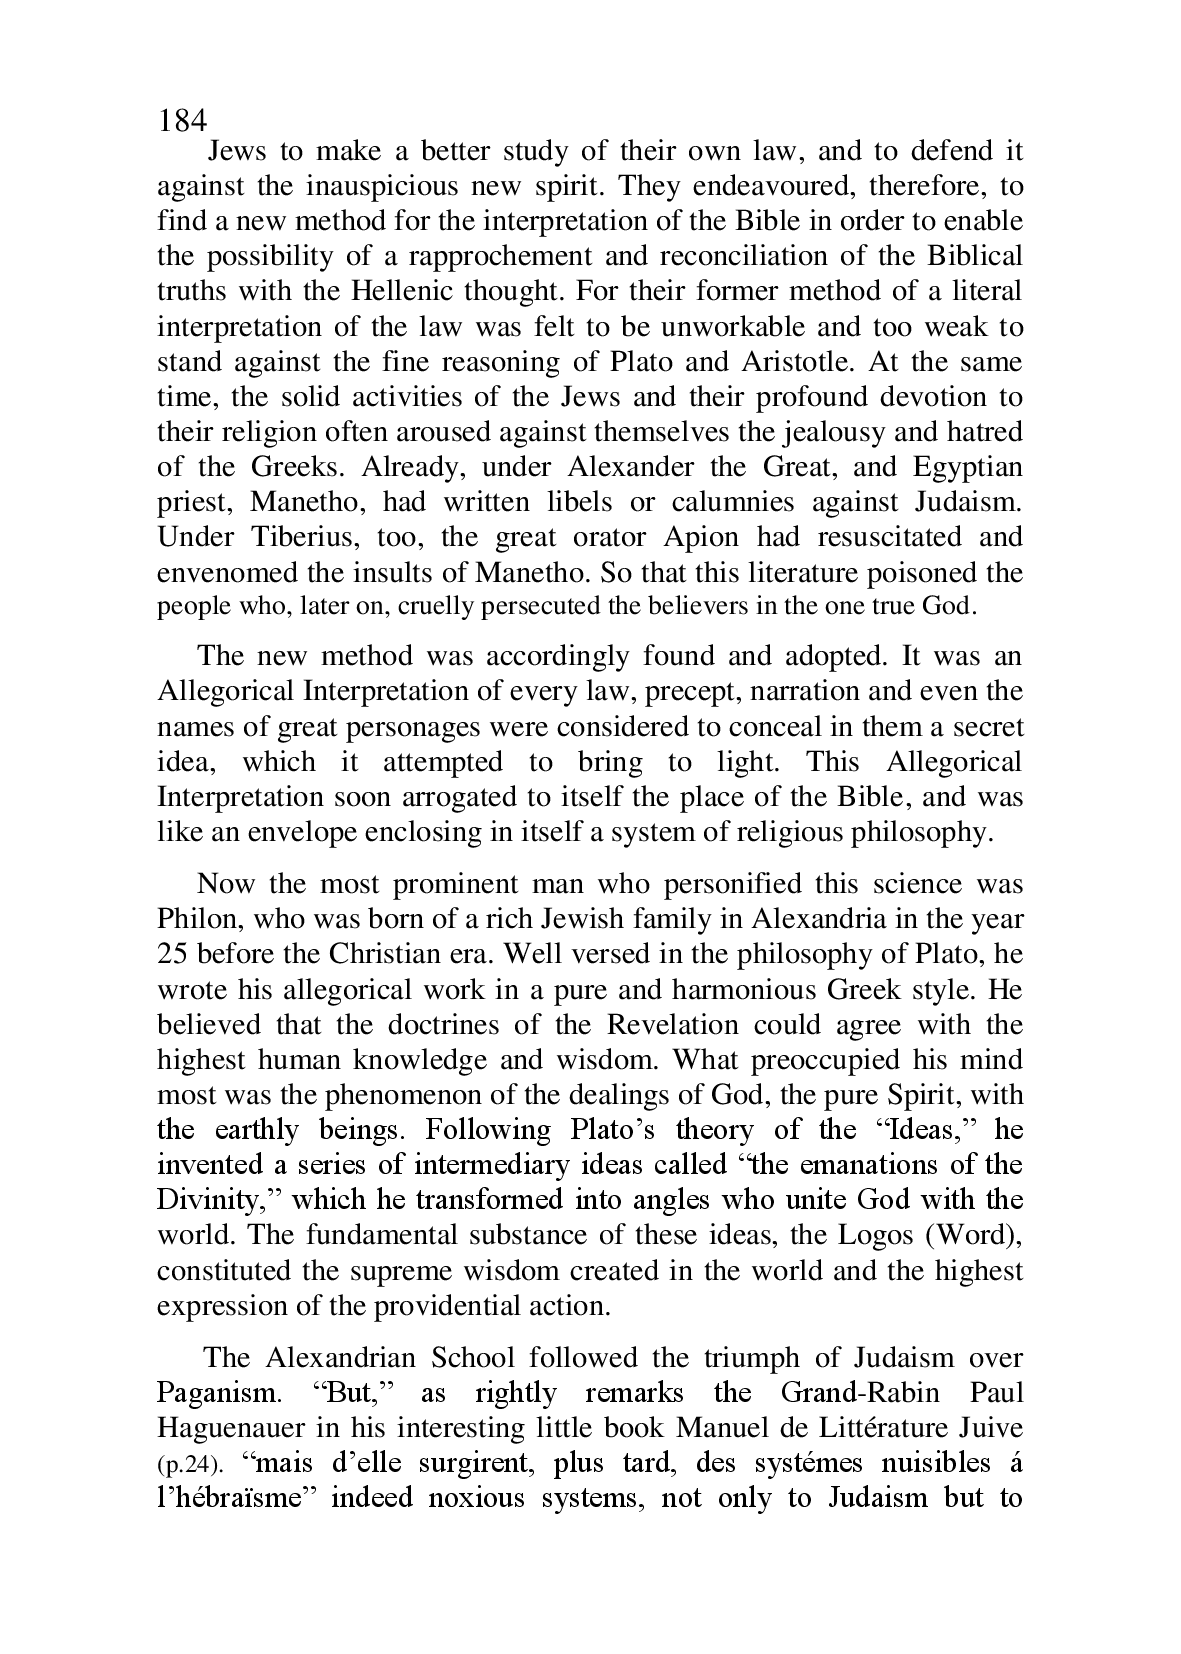 184
Jews to make a better study of their own law, and to defend it
against the inauspicious new spirit. They endeavoured, therefore, to
find a new method for the interpretation of the Bible in order to enable
the possibility of a rapprochement and reconciliation of the Biblical
truths with the Hellenic thought. For their former method of a literal
interpretation of the law was felt to be unworkable and too weak to
stand against the fine reasoning of Plato and Aristotle. At the same
time, the solid activities of the Jews and their profound devotion to
their religion often aroused against themselves the jealousy and hatred
of the Greeks. Already, under Alexander the Great, and Egyptian
priest, Manetho, had written libels or calumnies against Judaism.
Under Tiberius, too, the great orator Apion had resuscitated and
envenomed the insults of Manetho. So that this literature poisoned the
people who, later on, cruelly persecuted the believers in the one true God.
The new method was accordingly found and adopted. It was an
Allegorical Interpretation of every law, precept, narration and even the
names of great personages were considered to conceal in them a secret
idea, which it attempted to bring to light. This Allegorical
Interpretation soon arrogated to itself the place of the Bible, and was
like an envelope enclosing in itself a system of religious philosophy.
Now the most prominent man who personified this science was
Philon, who was born of a rich Jewish family in Alexandria in the year
25 before the Christian era. Well versed in the philosophy of Plato, he
wrote his allegorical work in a pure and harmonious Greek style. He
believed that the doctrines of the Revelation could agree with the
highest human knowledge and wisdom. What preoccupied his mind
most was the phenomenon of the dealings of God, the pure Spirit, with
the earthly beings. Following Plato’s theory of the “Ideas,” he
invented a series of intermediary ideas called “the emanations of the
Divinity,” which he transformed into angles who unite God with the
world. The fundamental substance of these ideas, the Logos (Word),
constituted the supreme wisdom created in the world and the highest
expression of the providential action.
The Alexandrian School followed the triumph of Judaism over
Paganism. “But,” as rightly remarks the Grand-Rabin Paul
Haguenauer in his interesting little book Manuel de Littérature Juive
(p.24). “mais d’elle surgirent, plus tard, des systémes nuisibles á
l’hébraïsme” indeed noxious systems, not only to Judaism but to